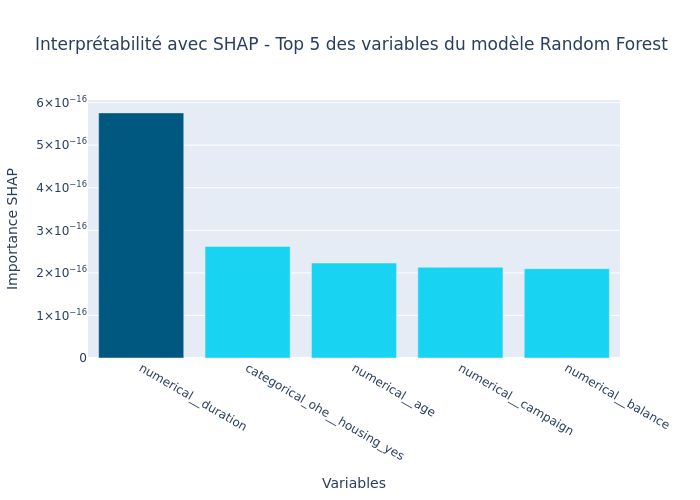 Interprétabilité avec SHAP - Top 5 des variables du modèle Random Forest
Importance SHAP
6×10⁻¹⁶
5×10⁻¹⁶
4×10⁻¹⁶
3×10⁻¹⁶
2×10⁻¹⁶
1×10⁻¹⁶
0
numerical__duration
categorical_ohe__housing_yes
numerical__age
numerical__campaign
numerical__balance
Variables